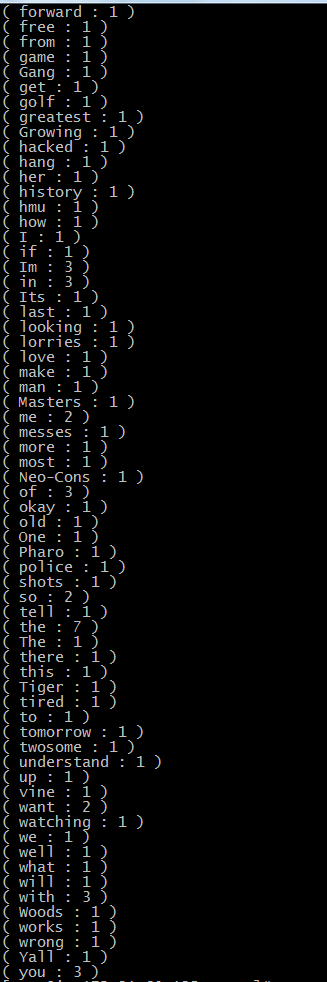 ( forward : 1 )
( free : 1 )
( from : 1 )
( game : 1 )
( Gang : 1 )
( get : 1 )
( golf : 1 )
( greatest : 1 )
( Growing : 1 )
( hacked : 1 )
( hang : 1 )
( her : 1 )
( history : 1 )
( hmu : 1 )
( how : 1 )
( I : 1 )
( if : 1 )
( Im : 3 )
( in : 3 )
( Its : 1 )
( last : 1 )
( looking : 1 )
( lorries : 1 )
( love : 1 )
( make : 1 )
( man : 1 )
( Masters : 1 )
( me : 2 )
( messes : 1 )
( more : 1 )
( most : 1 )
( Neo-Cons : 1 )
( of : 3 )
( okay : 1 )
( old : 1 )
( One : 1 )
( Pharo : 1 )
( police : 1 )
( shots : 1 )
( so : 2 )
( tell : 1 )
( the : 7 )
( The : 1 )
( there : 1 )
( this : 1 )
( Tiger : 1 )
( tired : 1 )
( to : 1 )
( tomorrow : 1 )
( twosome : 1 )
( understand : 1 )
( up : 1 )
( vine : 1 )
( want : 2 )
( watching : 1 )
( we : 1 )
( well : 1 )
( what : 1 )
( will : 1 )
( with : 3 )
( Woods : 1 )
( works : 1 )
( wrong : 1 )
( Yall : 1 )
( you : 3 )